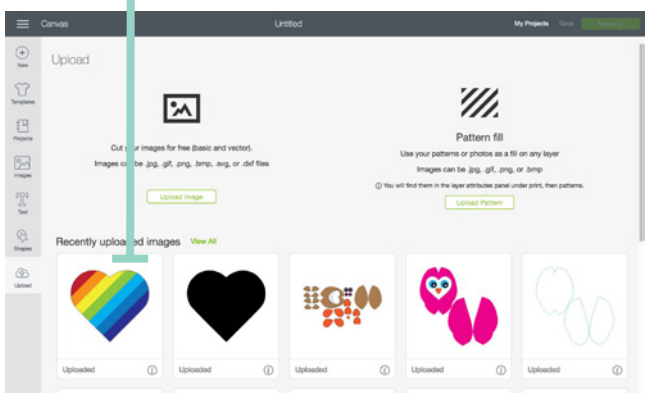 Canvas
Untitled
My Projects
Save
Make It
New
Templates
Projects
Images
Text
Shapes
Upload
Upload
Cut your images for free (basic and vector).
Images can be .jpg, .gif, .png, .bmp, .svg, or .dxf files
Upload Image
Pattern fill
Use your patterns or photos as a fill on any layer
Images can be .jpg, .gif, .png, or .bmp
You will find them in the layer attributes panel under print, then patterns.
Upload Pattern
Recently uploaded images View All
Uploaded
Uploaded
Uploaded
Uploaded
Uploaded